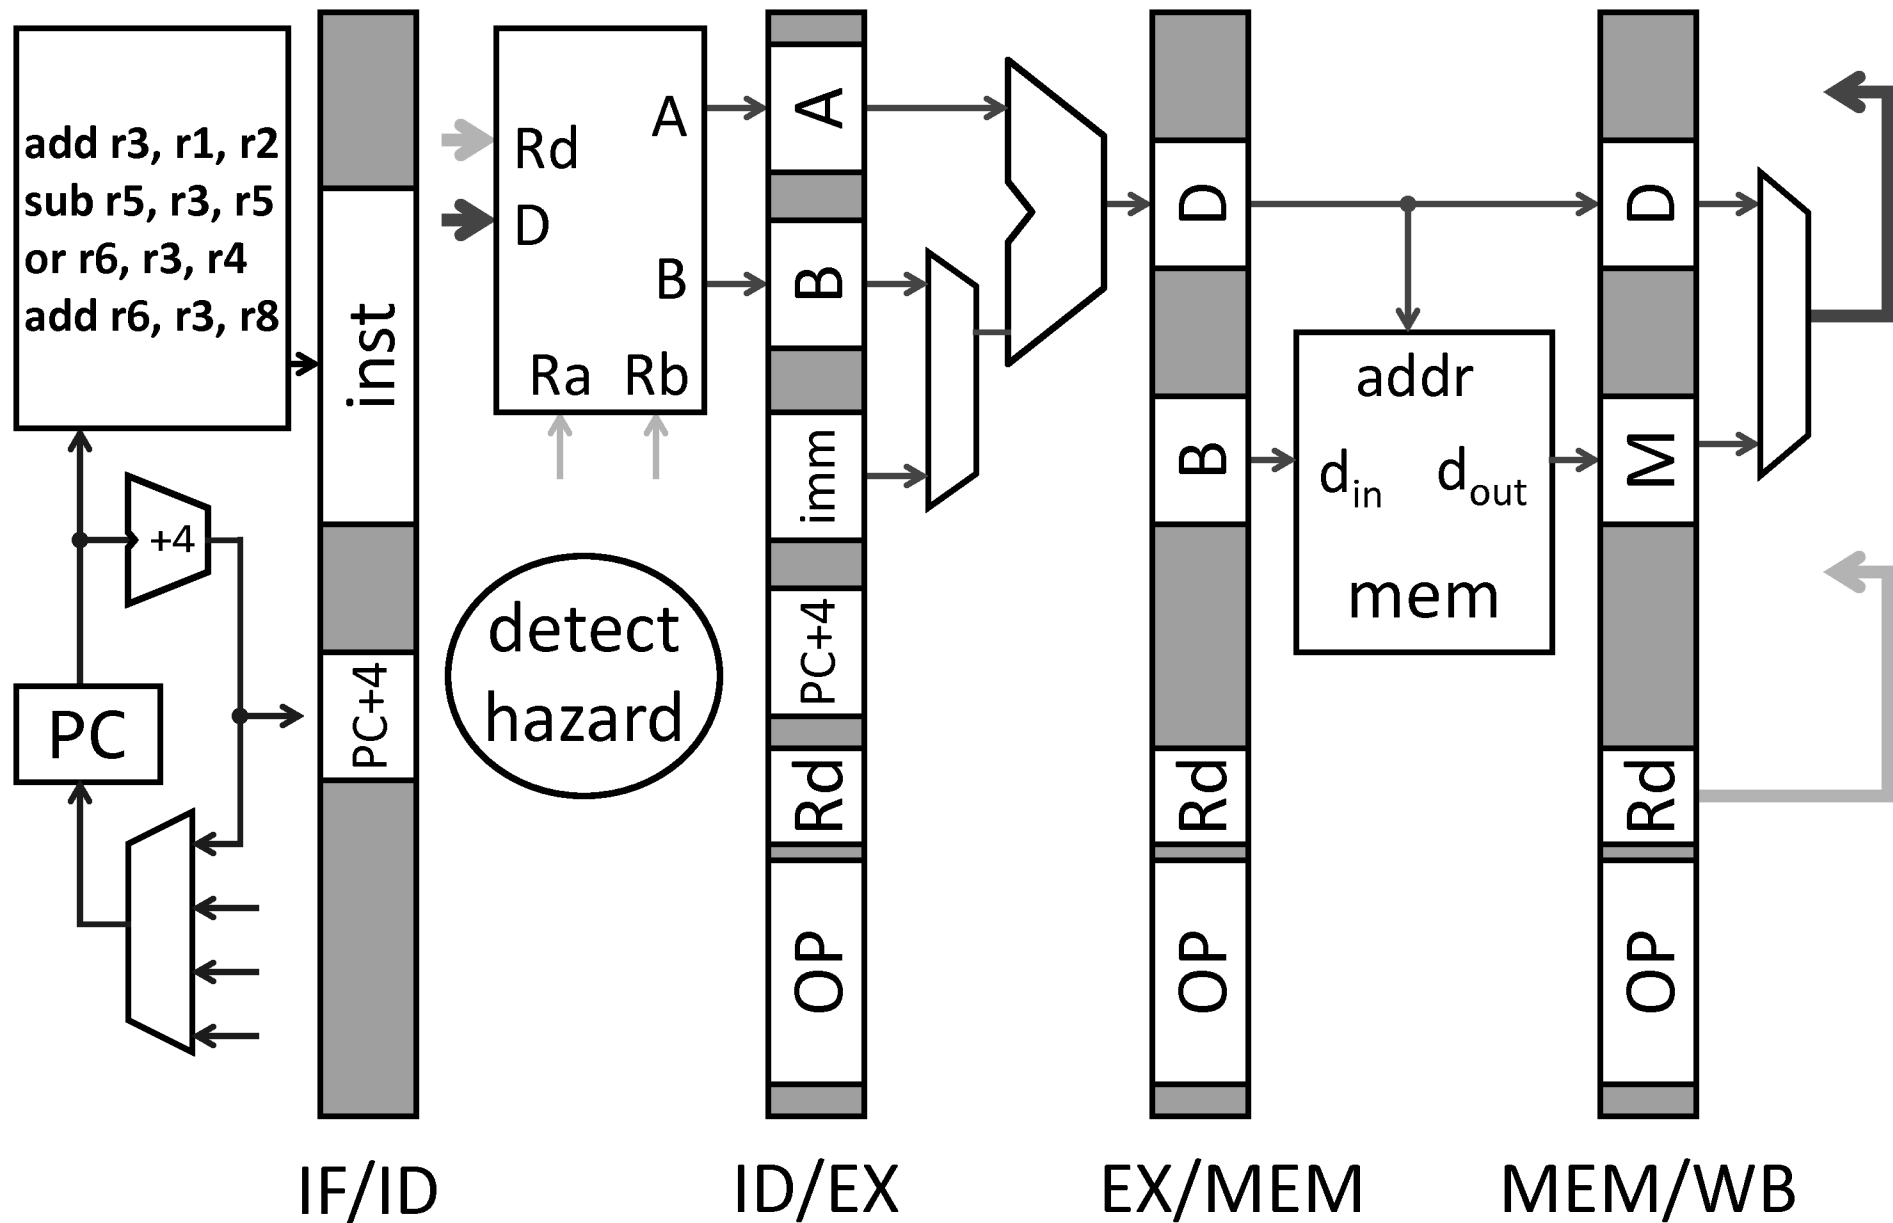 add r3, r1, r2
sub r5, r3, r5
or r6, r3, r4
add r6, r3, r8
+4
PC
inst
PC+4
Rd
D
A
B
Ra Rb
detect
hazard
A
B
imm
PC+4
Rd
OP
D
B
Rd
OP
addr
din dout
mem
D
M
Rd
OP
IF/ID
ID/EX
EX/MEM
MEM/WB